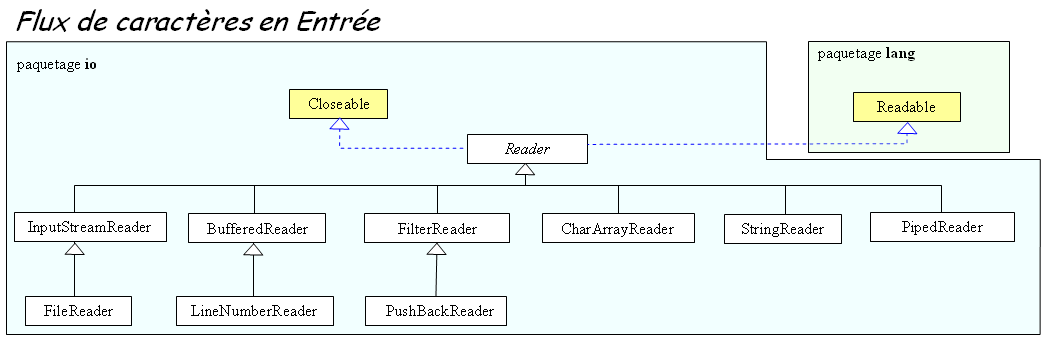 Flux de caractères en Entrée
paquetage io
paquetage lang
Closeable
Readable
Reader
InputStreamReader
BufferedReader
FilterReader
CharArrayReader
StringReader
PipedReader
FileReader
LineNumberReader
PushBackReader